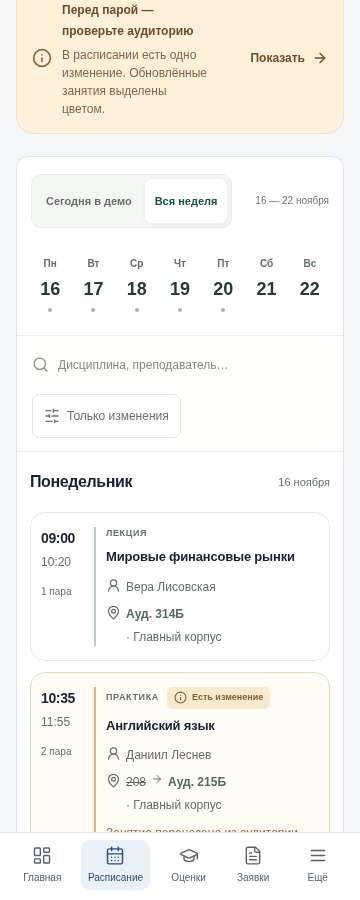 Перед парой —
проверьте аудиторию
В расписании есть одно
изменение. Обновлённые
занятия выделены
цветом.
Показать
Сегодня в демо
Вся неделя
16 — 22 ноября
Пн Вт Ср Чт Пт Сб Вс
16 17 18 19 20 21 22
Дисциплина, преподаватель...
Только изменения
Понедельник
16 ноября
09:00
10:20
1 пара
ЛЕКЦИЯ
Мировые финансовые рынки
Вера Лисовская
Ауд. 314Б
· Главный корпус
10:35
11:55
2 пара
ПРАКТИКА
Есть изменение
Английский язык
Даниил Леснев
208 → Ауд. 215Б
· Главный корпус
Занятие перенесено из аудитории
Главная
Расписание
Оценки
Заявки
Ещё